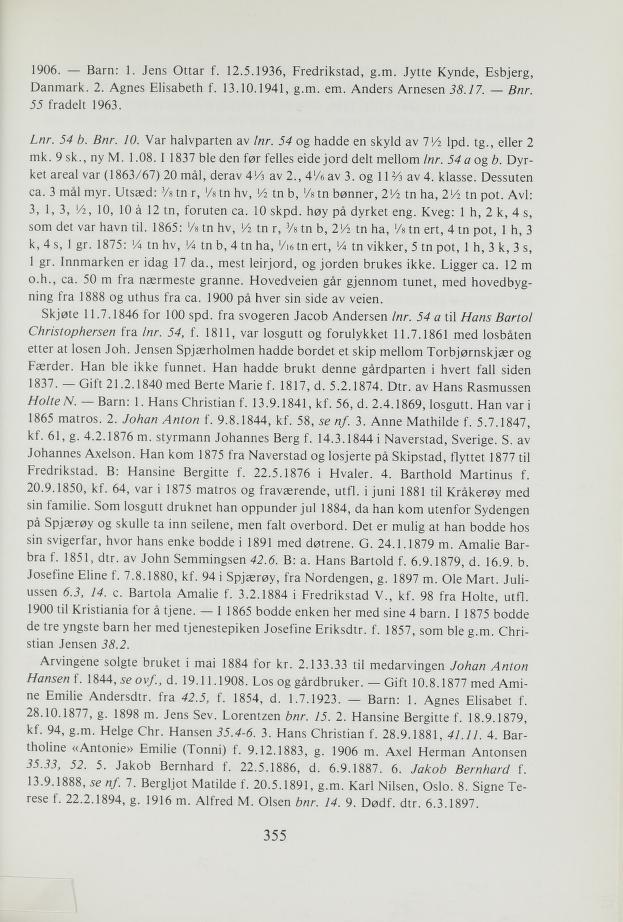 1906. — Barn: 1. Jens Ottar f. 12.5.1936, Fredrikstad, g.m. Jytte Kynde, Esbjerg,
Danmark. 2. Agnes Elisabeth f. 13.10.1941, g.m. em. Anders Arnesen 38.17. — Bnr.
55 fradelt 1963.
Lnr. 54 b. Bnr. 10. Var halvparten av lnr. 54 og hadde en skyld av 7½ lpd. tg., eller 2
mk. 9 sk., ny M. 1.08. I 1837 ble den før felles eide jord delt mellom lnr. 54 a og b. Dyr-
ket areal var (1863/67) 20 mål, derav 4⅓ av 2., 4⅙ av 3. og 11⅔ av 4. klasse. Dessuten
ca. 3 mål myr. Utsæd: ⅜ tn r, ⅛ tn hv, ½ tn b, ⅛ tn bønner, 2½ tn ha, 2½ tn pot. Avl:
3, 1, 3, ½, 10, 10 à 12 tn, foruten ca. 10 skpd. høy på dyrket eng. Kveg: 1 h, 2 k, 4 s,
som det var havn til. 1865: ⅛ tn hv, ½ tn r, ⅜ tn b, 2½ tn ha, ⅛ tn ert, 4 tn pot, 1 h, 3
k, 4 s, 1 gr. 1875: ¼ tn hv, ¼ tn b, 4 tn ha, 1/16 tn ert, ¼ tn vikker, 5 tn pot, 1 h, 3 k, 3 s,
1 gr. Innmarken er idag 17 da., mest leirjord, og jorden brukes ikke. Ligger ca. 12 m
o.h., ca. 50 m fra nærmeste granne. Hovedveien går gjennom tunet, med hovedbyg-
ning fra 1888 og uthus fra ca. 1900 på hver sin side av veien.
Skjøte 11.7.1846 for 100 spd. fra svogeren Jacob Andersen lnr. 54 a til Hans Bartol
Christophersen fra lnr. 54, f. 1811, var losgutt og forulykket 11.7.1861 med losbåten
etter at losen Joh. Jensen Spjærholmen hadde bordet et skip mellom Torbjørnskjær og
Færder. Han ble ikke funnet. Han hadde brukt denne gårdparten i hvert fall siden
1837. — Gift 21.2.1840 med Berte Marie f. 1817, d. 5.2.1874. Dtr. av Hans Rasmussen
Holte N. — Barn: 1. Hans Christian f. 13.9.1841, kf. 56, d. 2.4.1869, losgutt. Han var i
1865 matros. 2. Johan Anton f. 9.8.1844, kf. 58, se nf. 3. Anne Mathilde f. 5.7.1847,
kf. 61, g. 4.2.1876 m. styrmann Johannes Berg f. 14.3.1844 i Naverstad, Sverige. S. av
Johannes Axelson. Han kom 1875 fra Naverstad og losjerte på Skipstad, flyttet 1877 til
Fredrikstad. B: Hansine Bergitte f. 22.5.1876 i Hvaler. 4. Barthold Martinus f.
20.9.1850, kf. 64, var i 1875 matros og fraværende, utfl. i juni 1881 til Kråkerøy med
sin familie. Som losgutt druknet han oppunder jul 1884, da han kom utenfor Sydengen
på Spjærøy og skulle ta inn seilene, men falt overbord. Det er mulig at han bodde hos
sin svigerfar, hvor hans enke bodde i 1891 med døtrene. G. 24.1.1879 m. Amalie Bar-
bra f. 1851, dtr. av John Semmingsen 42.6. B: a. Hans Bartold f. 6.9.1879, d. 16.9. b.
Josefine Eline f. 7.8.1880, kf. 94 i Spjærøy, fra Nordengen, g. 1897 m. Ole Mart. Juli-
ussen 6.3, 14. c. Bartola Amalie f. 3.2.1884 i Fredrikstad V., kf. 98 fra Holte, utfl.
1900 til Kristiania for å tjene. — I 1865 bodde enken her med sine 4 barn. I 1875 bodde
de tre yngste barn her med tjenestepiken Josefine Eriksdtr. f. 1857, som ble g.m. Chri-
stian Jensen 38.2.
Arvingene solgte bruket i mai 1884 for kr. 2.133.33 til medarvingen Johan Anton
Hansen f. 1844, se ovf., d. 19.11.1908. Los og gårdbruker. — Gift 10.8.1877 med Ami-
ne Emilie Andersdtr. fra 42.5, f. 1854, d. 1.7.1923. — Barn: 1. Agnes Elisabet f.
28.10.1877, g. 1898 m. Jens Sev. Lorentzen bnr. 15. 2. Hansine Bergitte f. 18.9.1879,
kf. 94, g.m. Helge Chr. Hansen 35.4-6. 3. Hans Christian f. 28.9.1881, 41.11. 4. Bar-
tholine «Antonie» Emilie (Tonni) f. 9.12.1883, g. 1906 m. Axel Herman Antonsen
35.33, 52. 5. Jakob Bernhard f. 22.5.1886, d. 6.9.1887. 6. Jakob Bernhard f.
13.9.1888, se nf. 7. Bergljot Matilde f. 20.5.1891, g.m. Karl Nilsen, Oslo. 8. Signe Te-
rese f. 22.2.1894, g. 1916 m. Alfred M. Olsen bnr. 14. 9. Dødf. dtr. 6.3.1897.
355